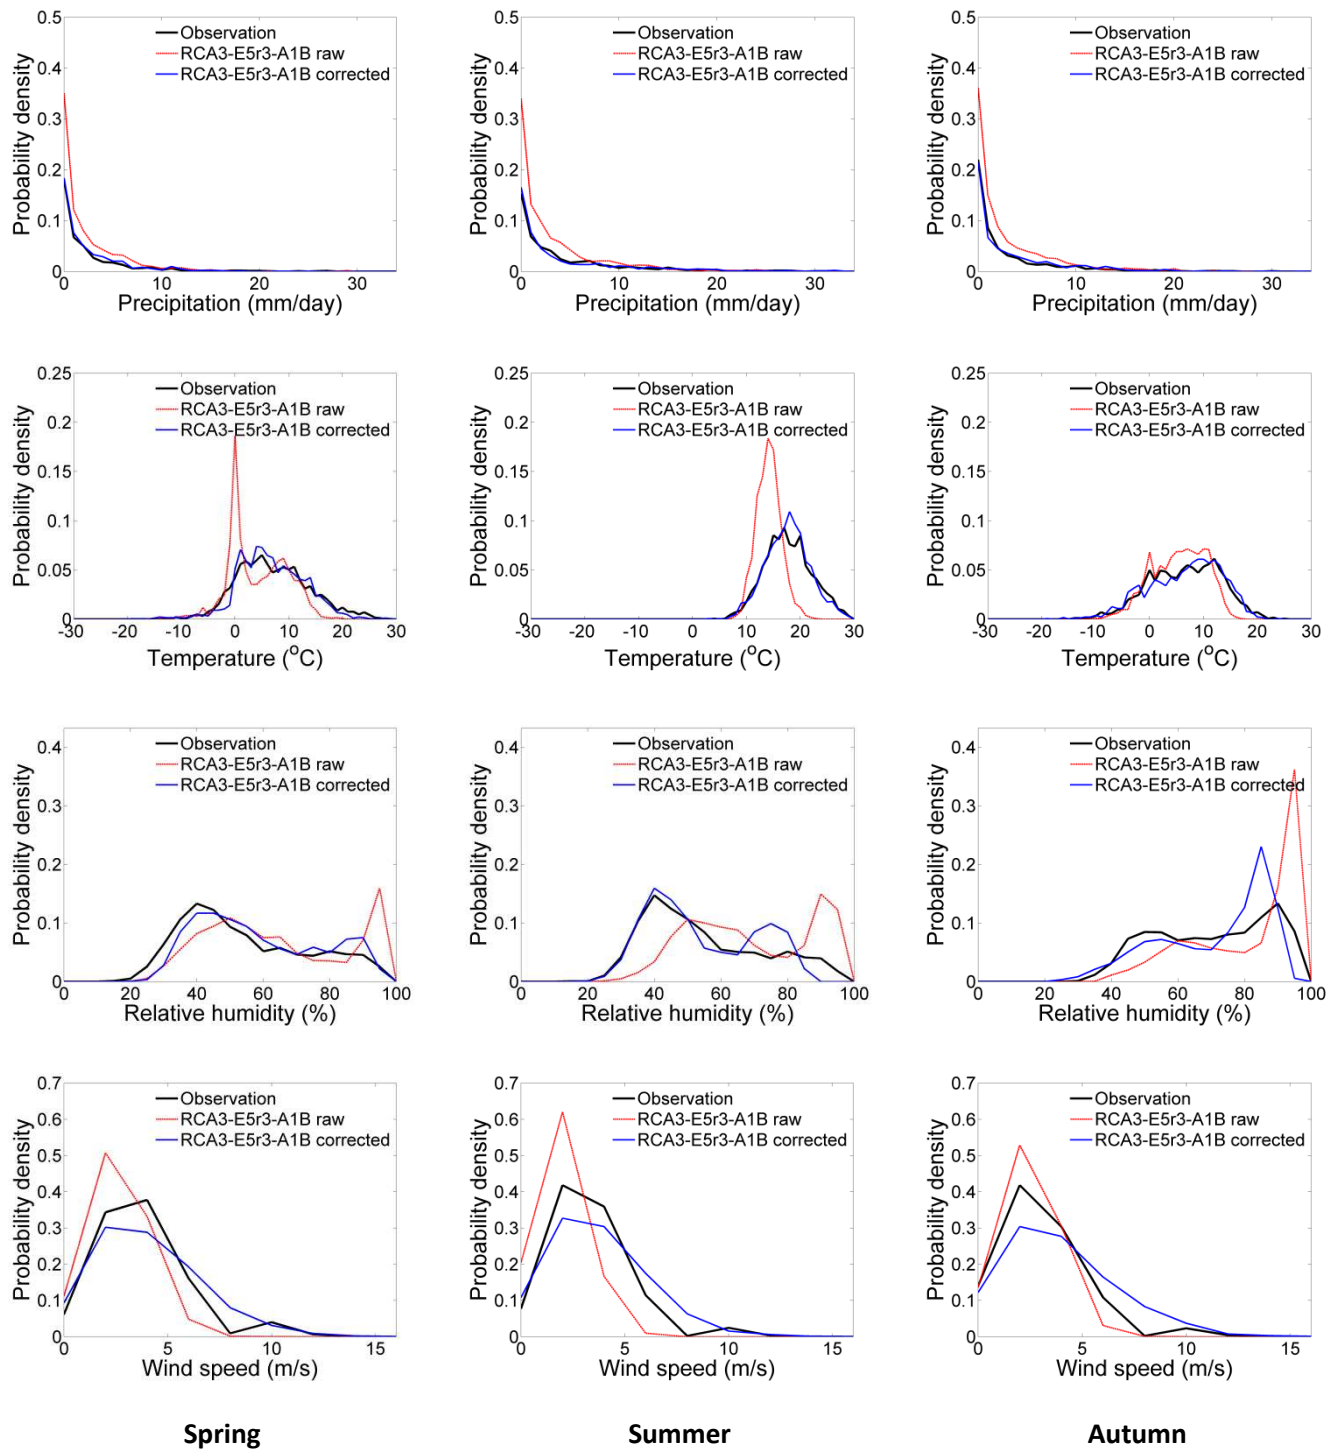 0.5
0.4
0.3
0.2
0.1
0
Probability density
Observation
RCA3-E5r3-A1B raw
RCA3-E5r3-A1B corrected
0 10 20 30
Precipitation (mm/day)
0.5
0.4
0.3
0.2
0.1
0
Probability density
Observation
RCA3-E5r3-A1B raw
RCA3-E5r3-A1B corrected
0 10 20 30
Precipitation (mm/day)
0.5
0.4
0.3
0.2
0.1
0
Probability density
Observation
RCA3-E5r3-A1B raw
RCA3-E5r3-A1B corrected
0 10 20 30
Precipitation (mm/day)
0.25
0.2
0.15
0.1
0.05
0
Probability density
Observation
RCA3-E5r3-A1B raw
RCA3-E5r3-A1B corrected
-30 -20 -10 0 10 20 30
Temperature (°C)
0.25
0.2
0.15
0.1
0.05
0
Probability density
Observation
RCA3-E5r3-A1B raw
RCA3-E5r3-A1B corrected
-30 -20 -10 0 10 20 30
Temperature (°C)
0.25
0.2
0.15
0.1
0.05
0
Probability density
Observation
RCA3-E5r3-A1B raw
RCA3-E5r3-A1B corrected
-30 -20 -10 0 10 20 30
Temperature (°C)
0.4
0.3
0.2
0.1
0
Probability density
Observation
RCA3-E5r3-A1B raw
RCA3-E5r3-A1B corrected
0 20 40 60 80 100
Relative humidity (%)
0.4
0.3
0.2
0.1
0
Probability density
Observation
RCA3-E5r3-A1B raw
RCA3-E5r3-A1B corrected
0 20 40 60 80 100
Relative humidity (%)
0.4
0.3
0.2
0.1
0
Probability density
Observation
RCA3-E5r3-A1B raw
RCA3-E5r3-A1B corrected
0 20 40 60 80 100
Relative humidity (%)
0.7
0.6
0.5
0.4
0.3
0.2
0.1
0
Probability density
Observation
RCA3-E5r3-A1B raw
RCA3-E5r3-A1B corrected
0 5 10 15
Wind speed (m/s)
0.7
0.6
0.5
0.4
0.3
0.2
0.1
0
Probability density
Observation
RCA3-E5r3-A1B raw
RCA3-E5r3-A1B corrected
0 5 10 15
Wind speed (m/s)
0.7
0.6
0.5
0.4
0.3
0.2
0.1
0
Probability density
Observation
RCA3-E5r3-A1B raw
RCA3-E5r3-A1B corrected
0 5 10 15
Wind speed (m/s)
Spring Summer Autumn